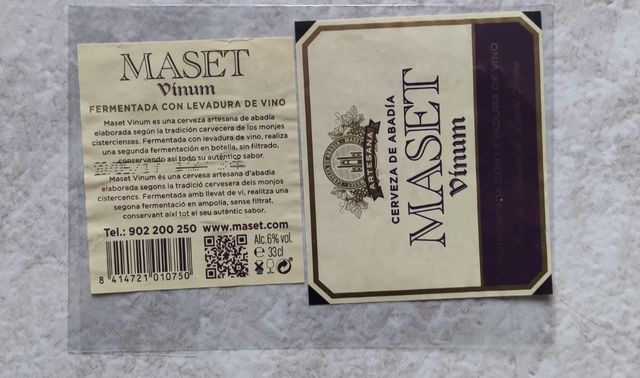 MASET
Vinum
FERMENTADA CON LEVADURA DE VINO
Maset Vinum es una cerveza artesana de abadía
elaborada según la tradición cervecera de los monjes
cistercienses. Fermentada con levadura de vino, realiza
una segunda fermentación en botella, sin filtrado,
conservando así todo su auténtico sabor.
Maset Vinum és una cervesa artesana d'abadia
elaborada segons la tradició cervesera dels monjos
cistercencs. Fermentada amb llevat de vi, realitza una
segona fermentació en ampolla, sense filtrat,
conservant així tot el seu autèntic sabor.
Tel.: 902 200 250 www.maset.com
Alc. 6% vol.
e 33cl
8 414721 010750
ARTESANA
CERVEZA DE ABADÍA
MASET
Vinum
FERMENTADA CON LEVADURA DE VINO